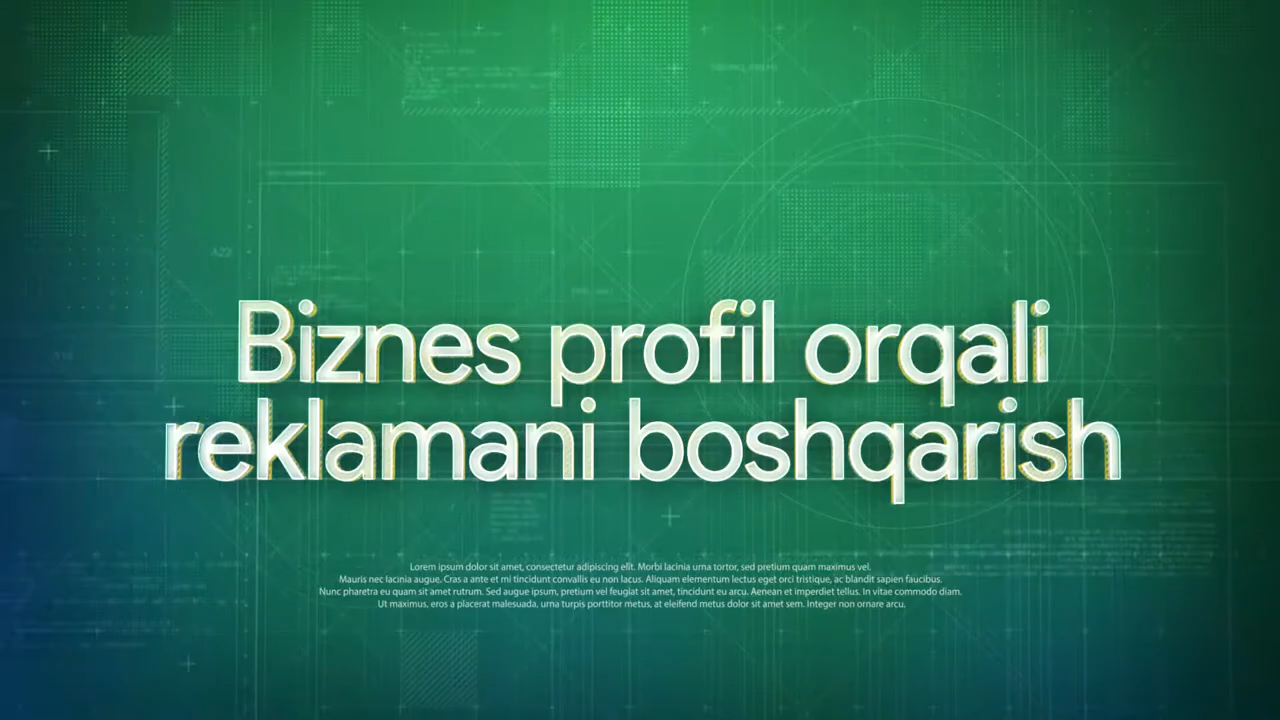 A22
Biznes profil orqali
reklamani boshqarish
Lorem ipsum dolor sit amet, consectetur adipiscing elit. Morbi lacinia urna tortor, sed pretium quam maximus vel.
Mauris nec lacinia augue. Cras a ante et mi tincidunt convallis eu non lacus. Aliquam elementum lectus eget orci tristique, ac blandit sapien faucibus.
Nunc pharetra eu quam sit amet rutrum. Sed augue ipsum, pretium vel feugiat sit amet, tincidunt eu arcu. Aenean et imperdiet tellus. In vitae commodo diam.
Ut maximus, eros a placerat malesuada, urna turpis porttitor metus, at eleifend metus dolor sit amet sem. Integer non ornare arcu.